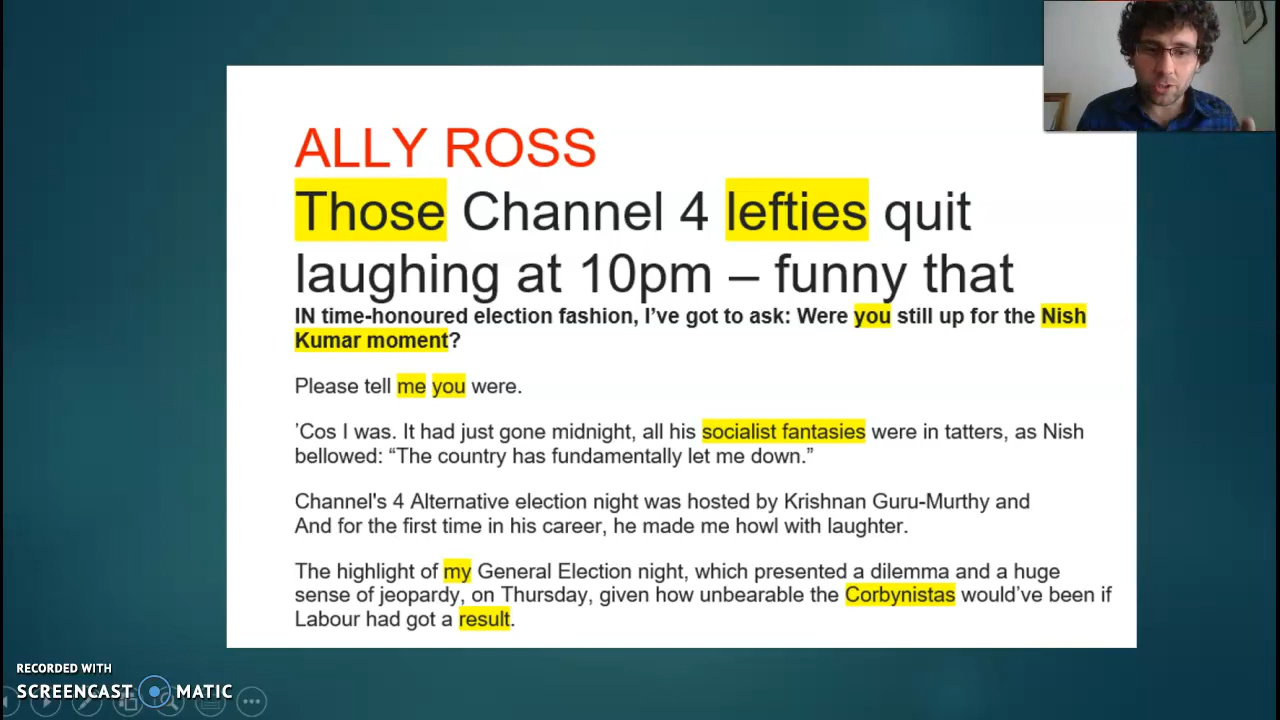 ALLY ROSS
Those Channel 4 lefties quit
laughing at 10pm – funny that
IN time-honoured election fashion, I've got to ask: Were you still up for the Nish
Kumar moment?
Please tell me you were.
’Cos I was. It had just gone midnight, all his socialist fantasies were in tatters, as Nish
bellowed: “The country has fundamentally let me down.”
Channel's 4 Alternative election night was hosted by Krishnan Guru-Murthy and
And for the first time in his career, he made me howl with laughter.
The highlight of my General Election night, which presented a dilemma and a huge
sense of jeopardy, on Thursday, given how unbearable the Corbynistas would’ve been if
Labour had got a result.
RECORDED WITH
SCREENCAST MATIC